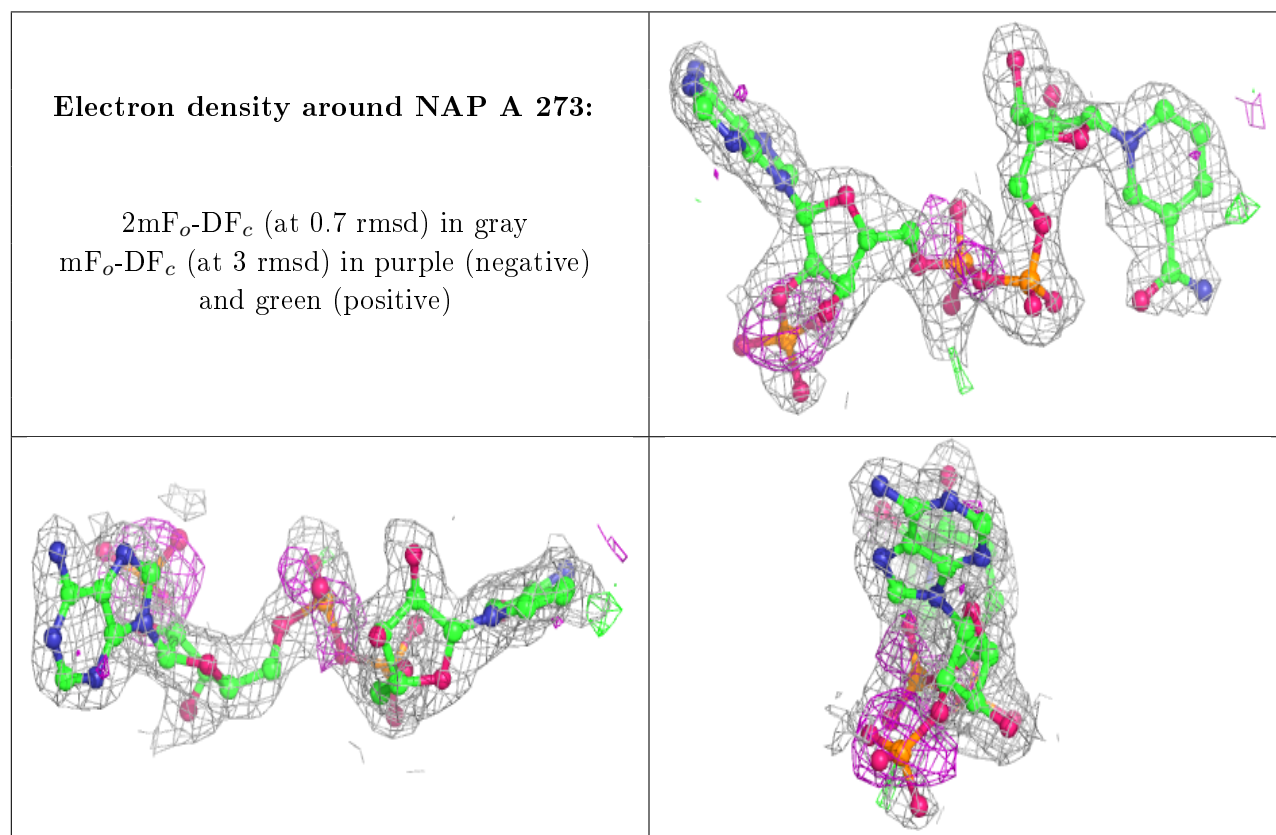 Electron density around NAP A 273:
2mFo-DFc (at 0.7 rmsd) in gray
mFo-DFc (at 3 rmsd) in purple (negative)
and green (positive)